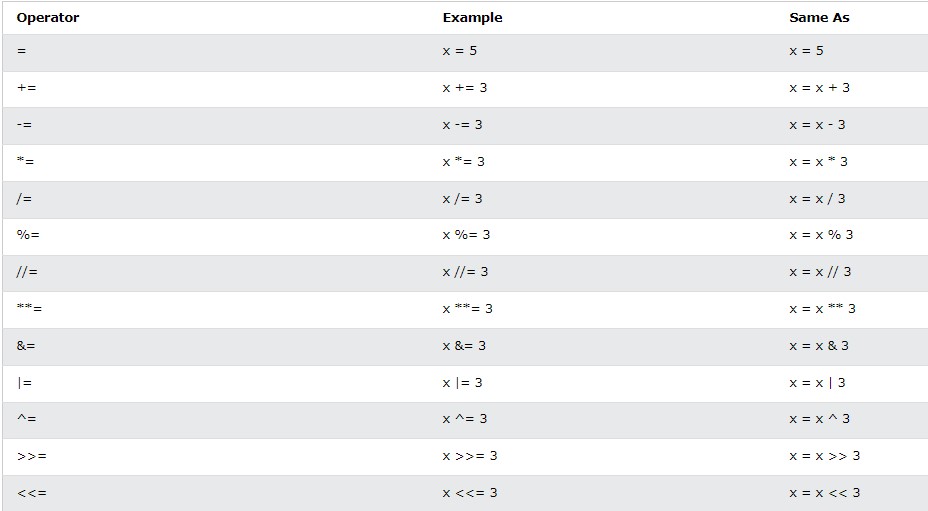 Operator Example Same As
= x = 5 x = 5
+= x += 3 x = x + 3
-= x -= 3 x = x - 3
*= x *= 3 x = x * 3
/= x /= 3 x = x / 3
%= x %= 3 x = x % 3
//= x //= 3 x = x // 3
**= x **= 3 x = x ** 3
&= x &= 3 x = x & 3
|= x |= 3 x = x | 3
^= x ^= 3 x = x ^ 3
>>= x >>= 3 x = x >> 3
<<= x <<= 3 x = x << 3